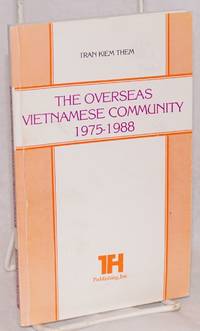 TRAN KIEM THEM
THE OVERSEAS
VIETNAMESE COMMUNITY
1975-1988
TH
Publishing, Inc.